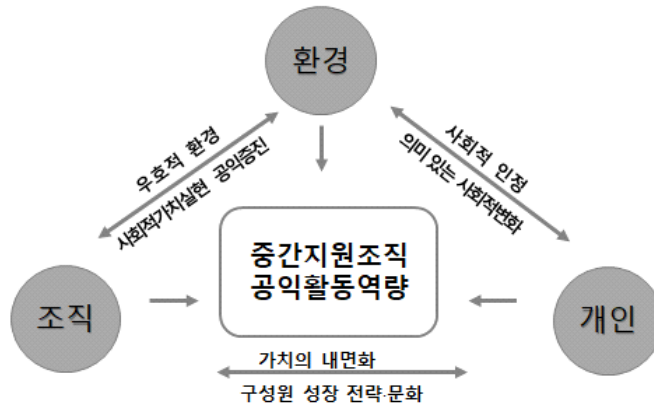 환경
우호적 환경
사회적가치실현 공익증진
사회적 인정
의미 있는 사회적변화
중간지원조직
공익활동역량
조직
개인
가치의 내면화
구성원 성장 전략·문화